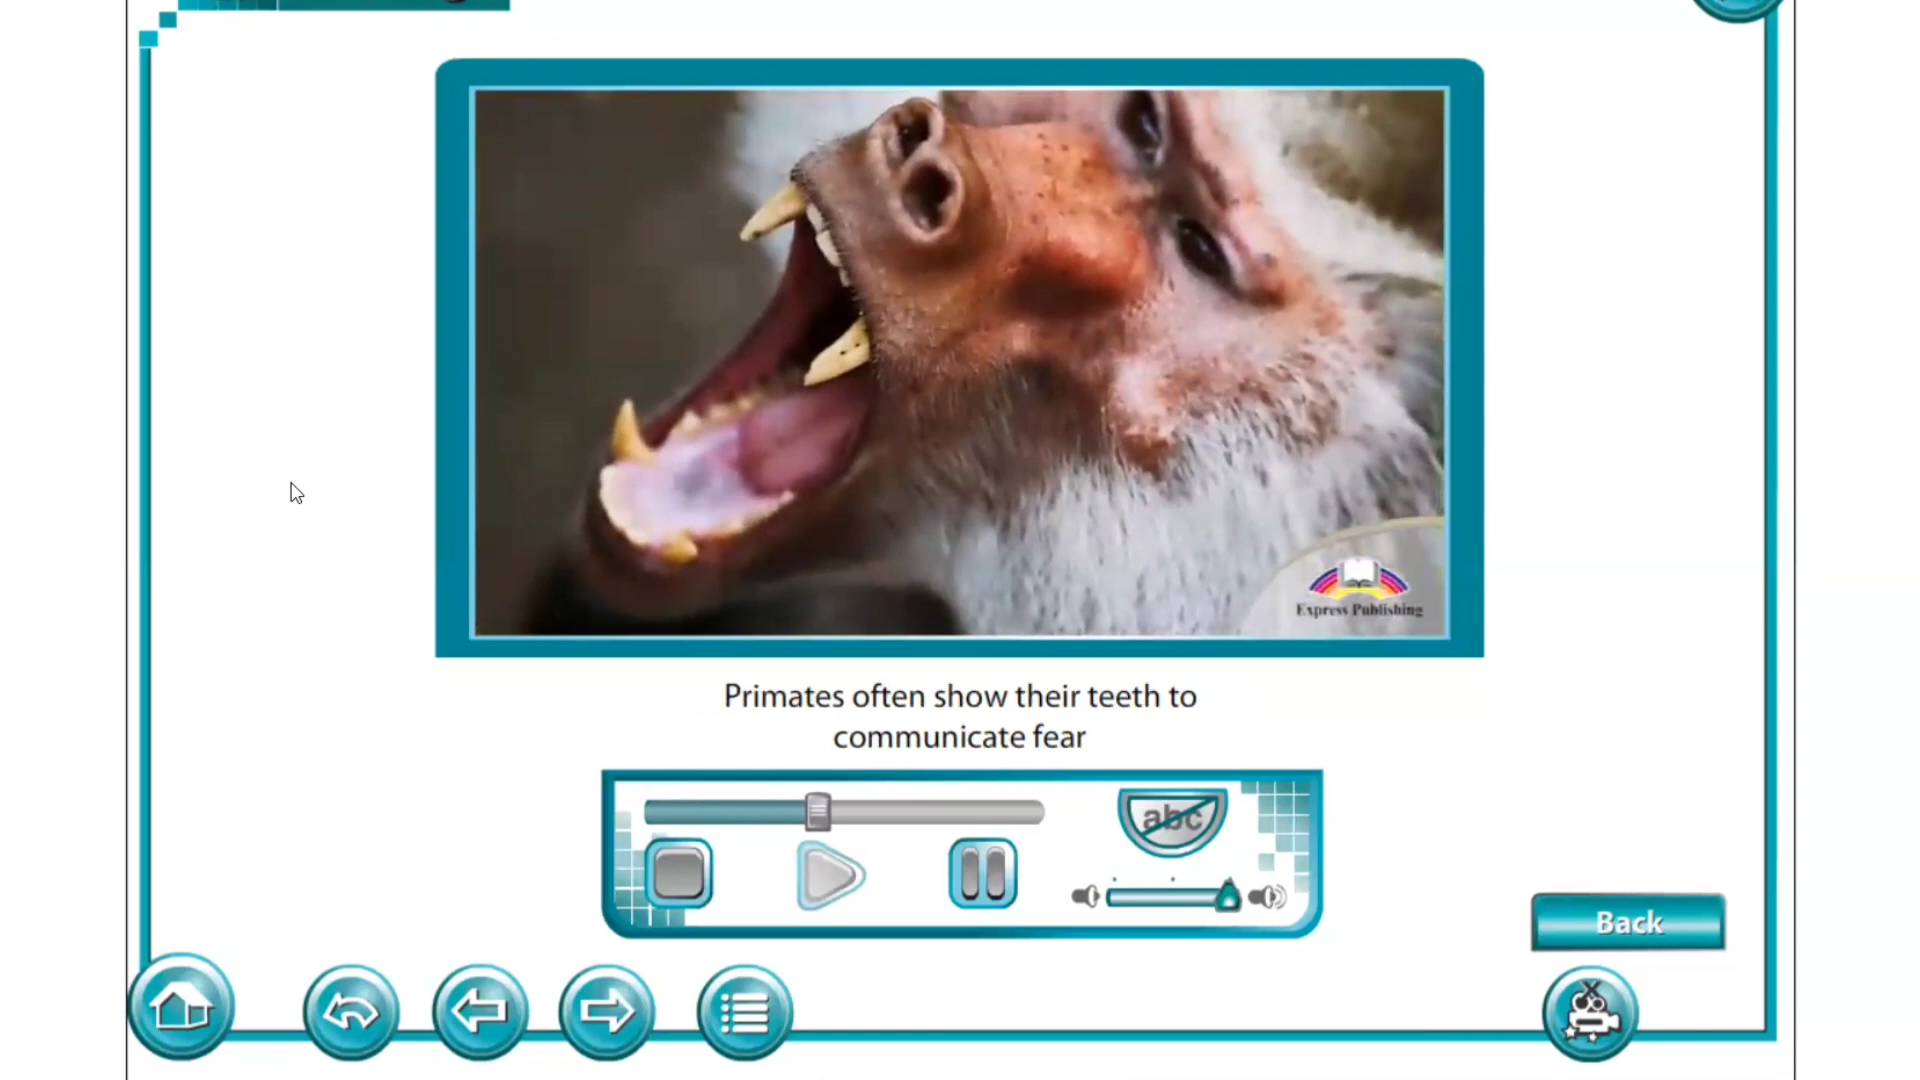 Express Publishing
Primates often show their teeth to
communicate fear
abc
Back